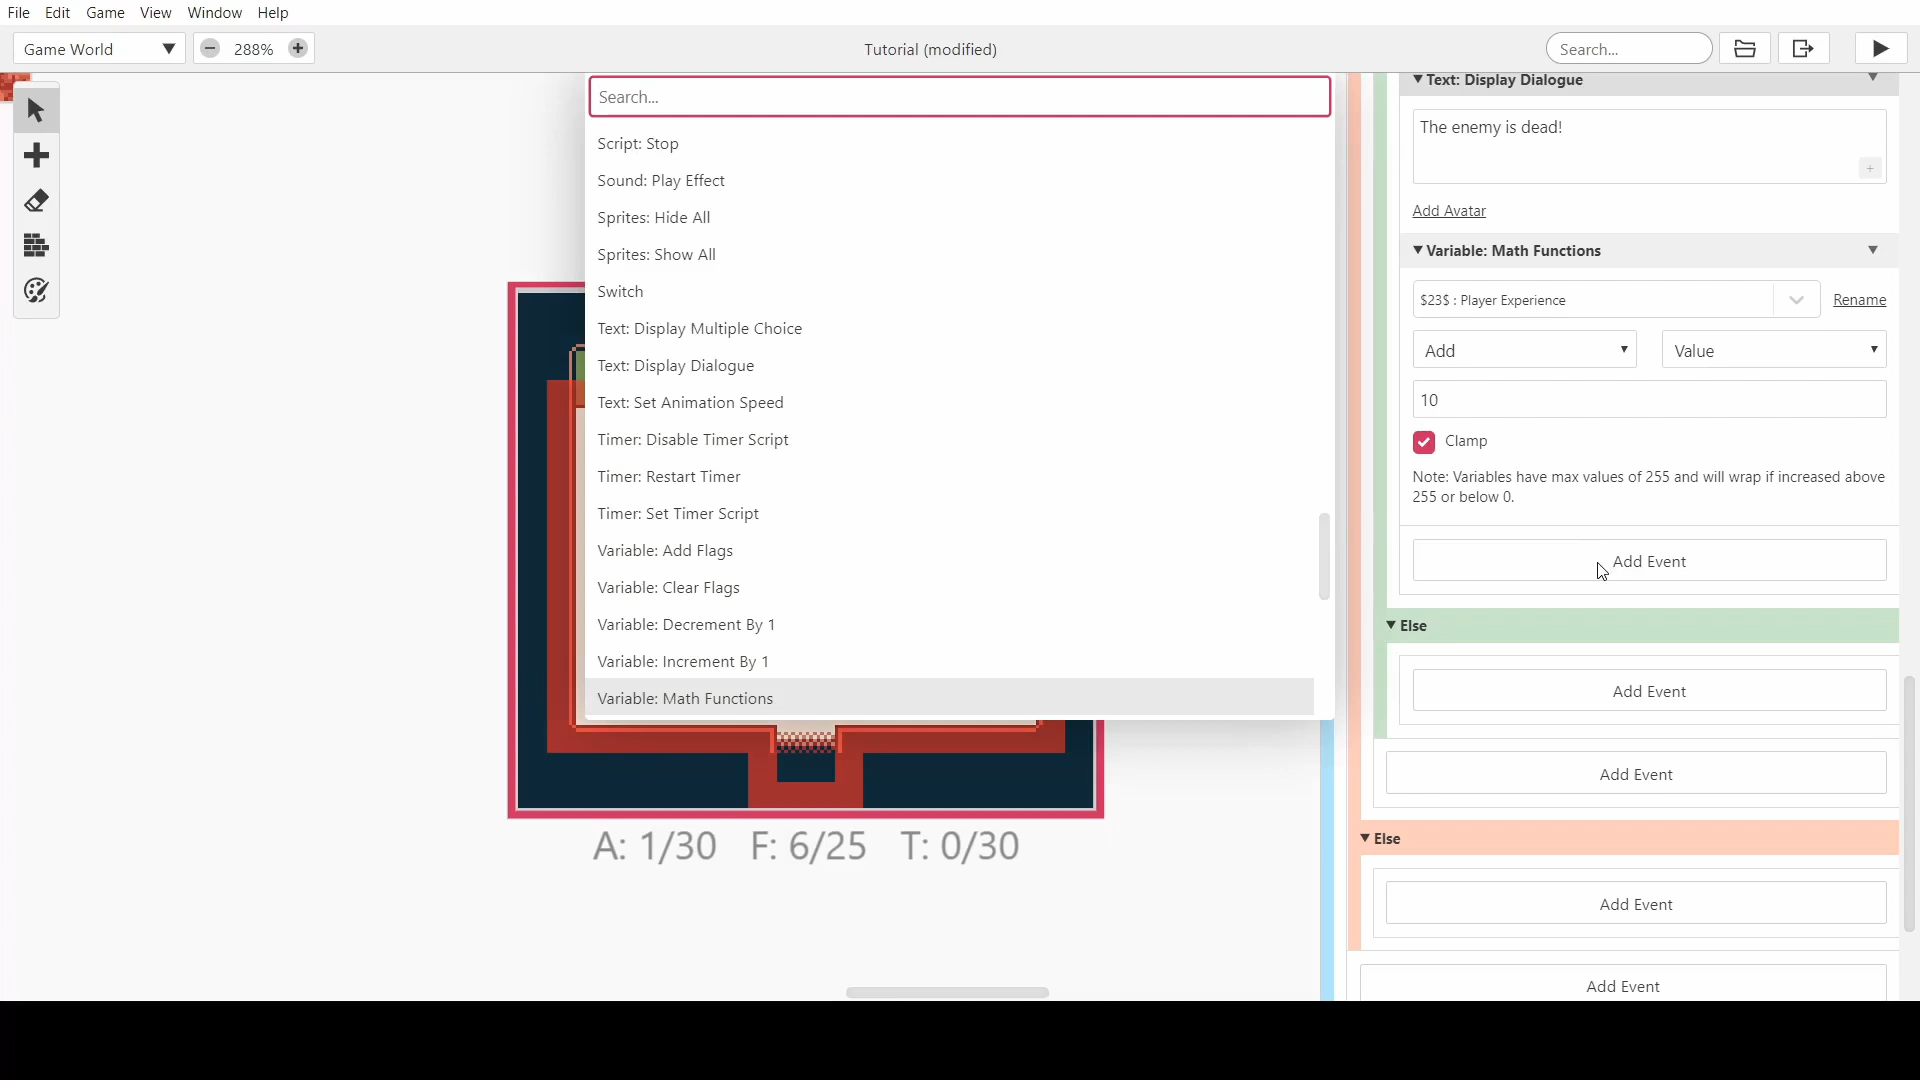 File Edit Game View Window Help
Game World 288% Tutorial (modified) Search...
Search...
Script: Stop
Sound: Play Effect
Sprites: Hide All
Sprites: Show All
Switch
Text: Display Multiple Choice
Text: Display Dialogue
Text: Set Animation Speed
Timer: Disable Timer Script
Timer: Restart Timer
Timer: Set Timer Script
Variable: Add Flags
Variable: Clear Flags
Variable: Decrement By 1
Variable: Increment By 1
Variable: Math Functions
A: 1/30 F: 6/25 T: 0/30
Text: Display Dialogue
The enemy is dead!
Add Avatar
Variable: Math Functions
$23$ : Player Experience Rename
Add Value
10
Clamp
Note: Variables have max values of 255 and will wrap if increased above
255 or below 0.
Add Event
Else
Add Event
Add Event
Else
Add Event
Add Event